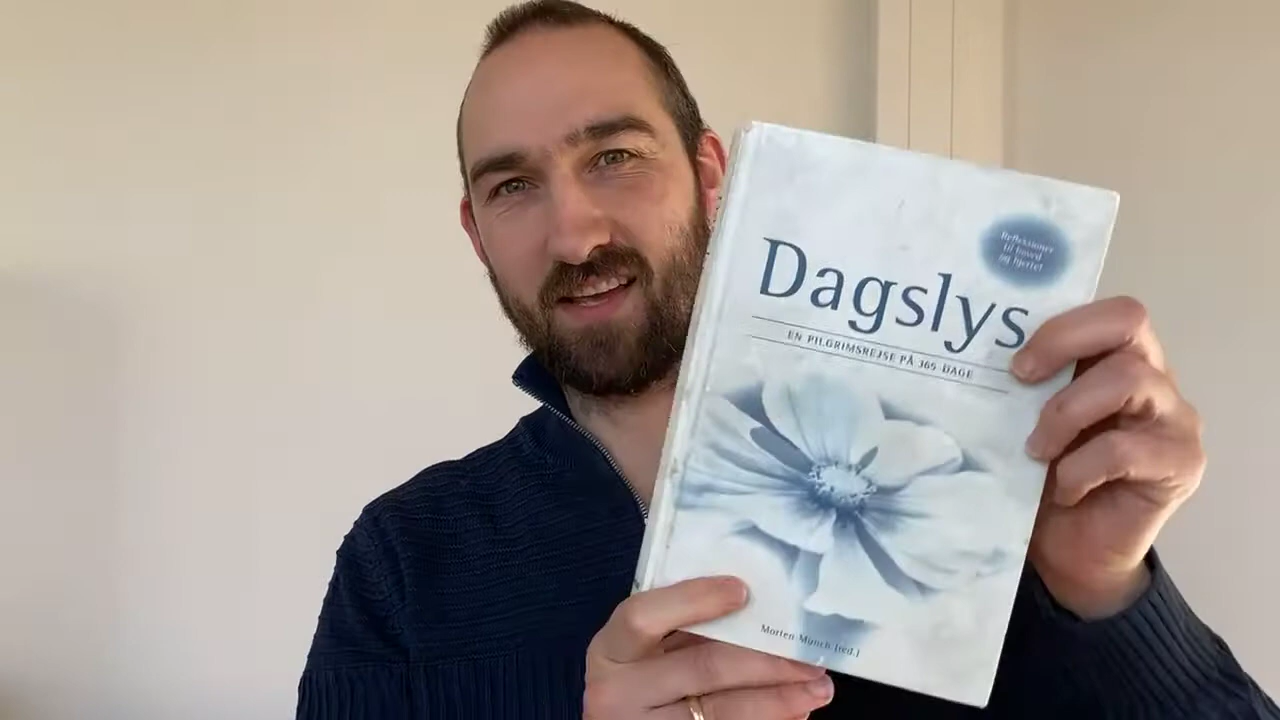 Refleksioner
til hoved
og hjertet
Dagslys
EN PILGRIMSREJSE PÅ 365 DAGE
Morten Munch (red.)